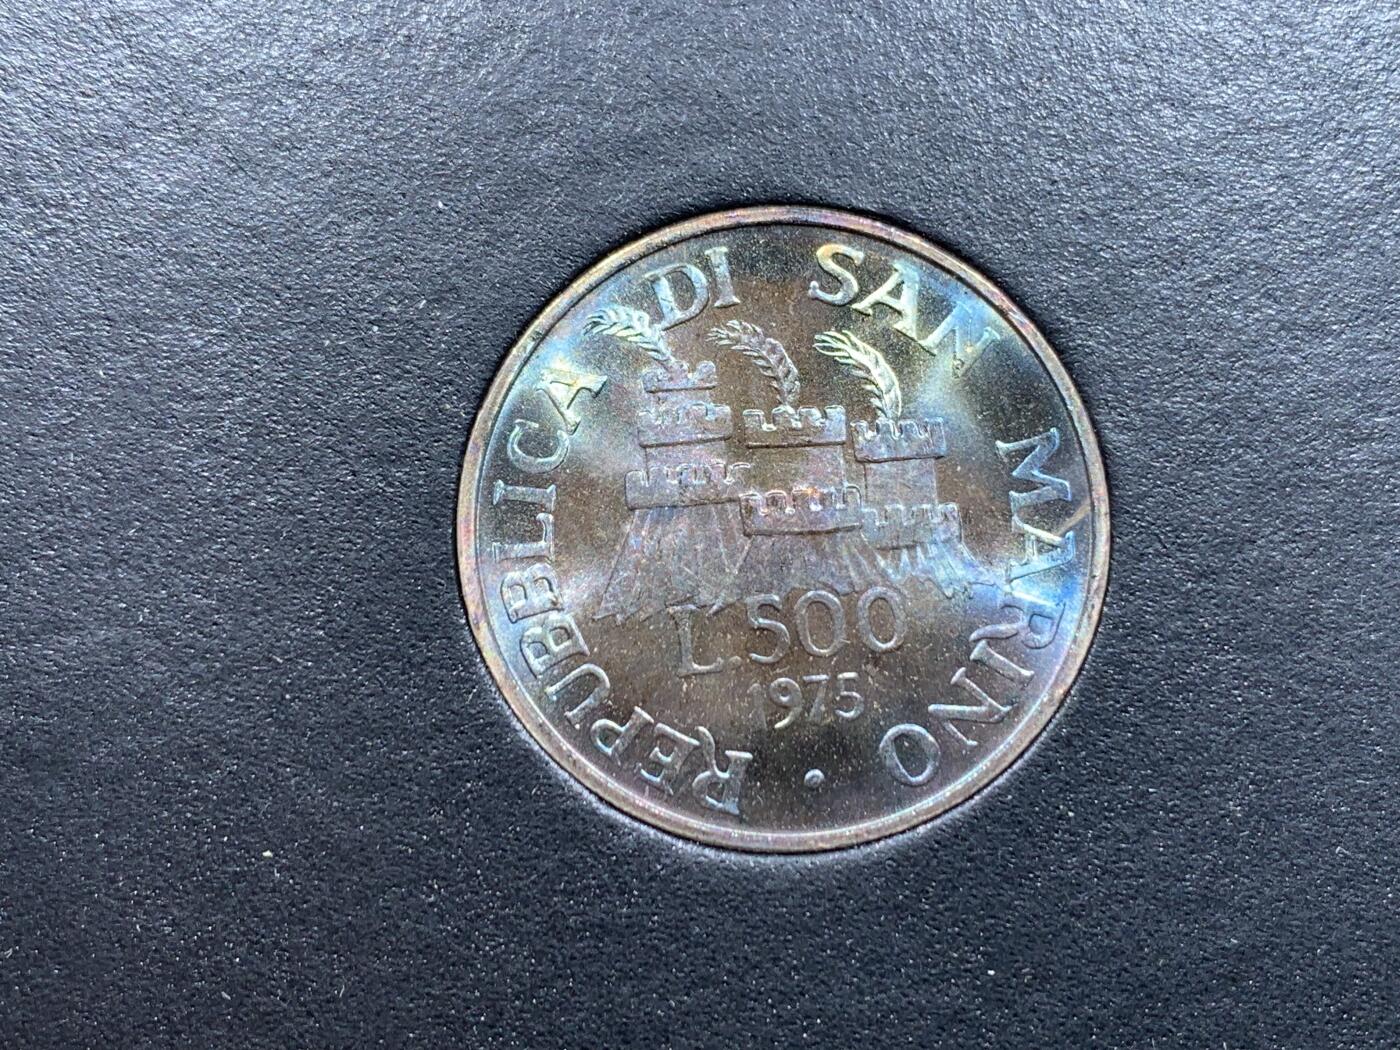 REPUBBLICA DI SAN MARINO
L.500
1975